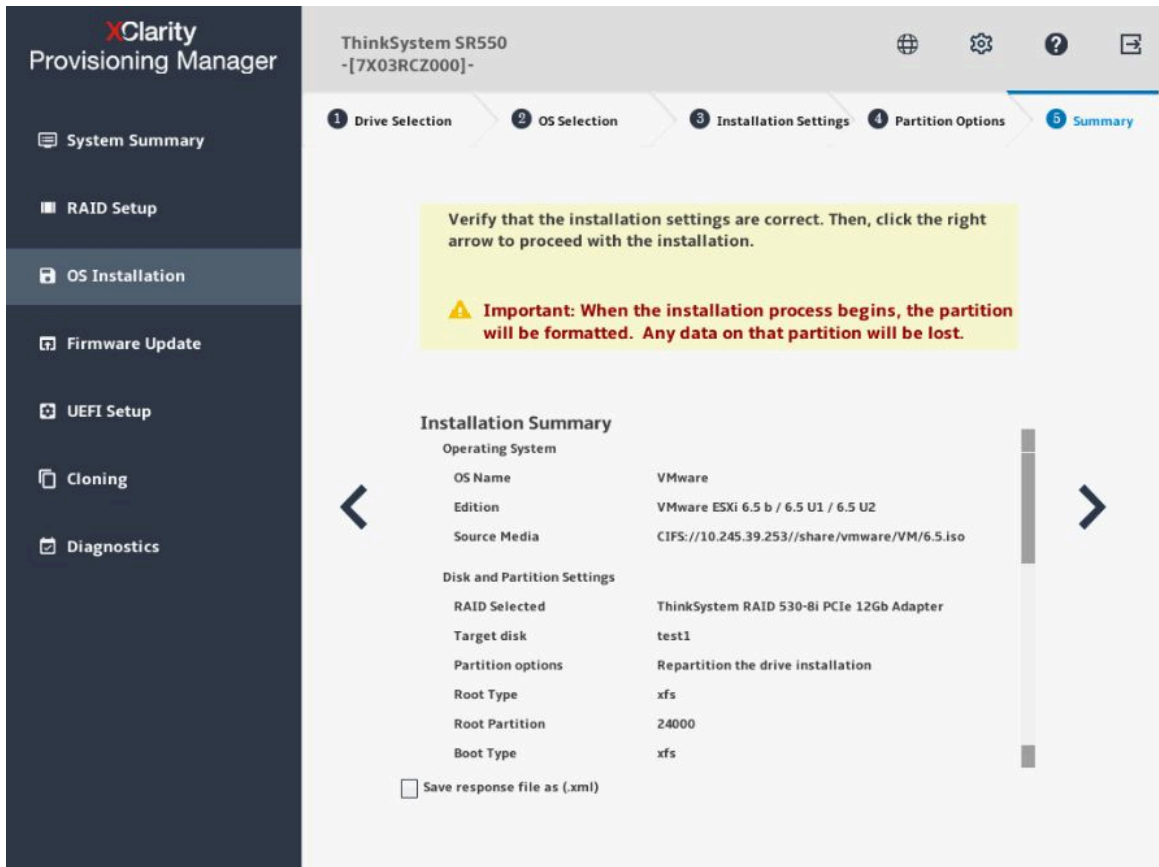 XClarity
Provisioning Manager
System Summary
RAID Setup
OS Installation
Firmware Update
UEFI Setup
Cloning
Diagnostics
ThinkSystem SR550
-[7X03RCZ000]-
?
1 Drive Selection
2 OS Selection
3 Installation Settings
4 Partition Options
5 Summary
Verify that the installation settings are correct. Then, click the right
arrow to proceed with the installation.
Important: When the installation process begins, the partition
will be formatted. Any data on that partition will be lost.
Installation Summary
Operating System
OS Name VMware
Edition VMware ESXi 6.5 b / 6.5 U1 / 6.5 U2
Source Media CIFS://10.245.39.253//share/vmware/VM/6.5.iso
Disk and Partition Settings
RAID Selected ThinkSystem RAID 530-8i PCIe 12Gb Adapter
Target disk test1
Partition options Repartition the drive installation
Root Type xfs
Root Partition 24000
Boot Type xfs
Save response file as (.xml)